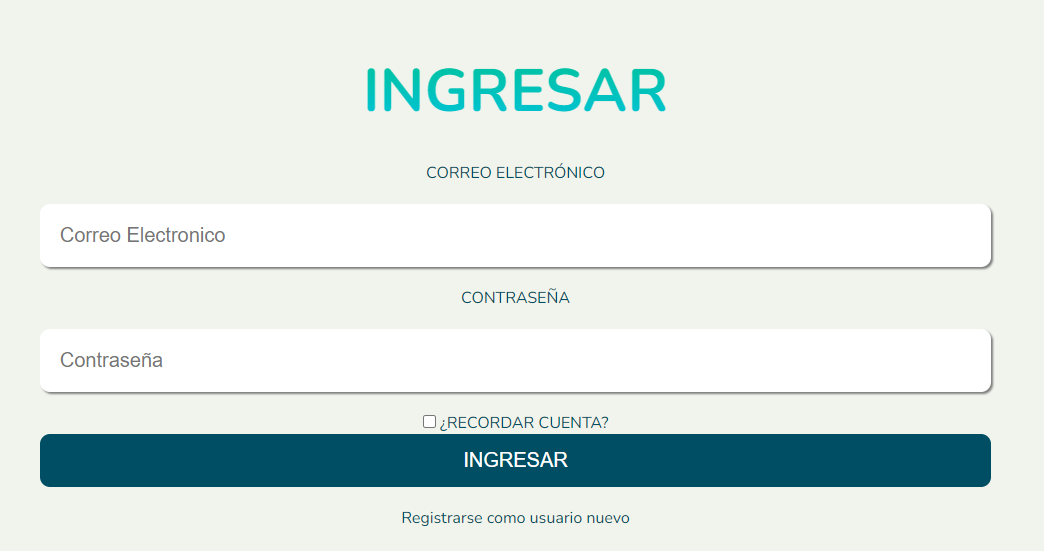 INGRESAR
CORREO ELECTRÓNICO
Correo Electronico
CONTRASEÑA
Contraseña
¿RECORDAR CUENTA?
INGRESAR
Registrarse como usuario nuevo